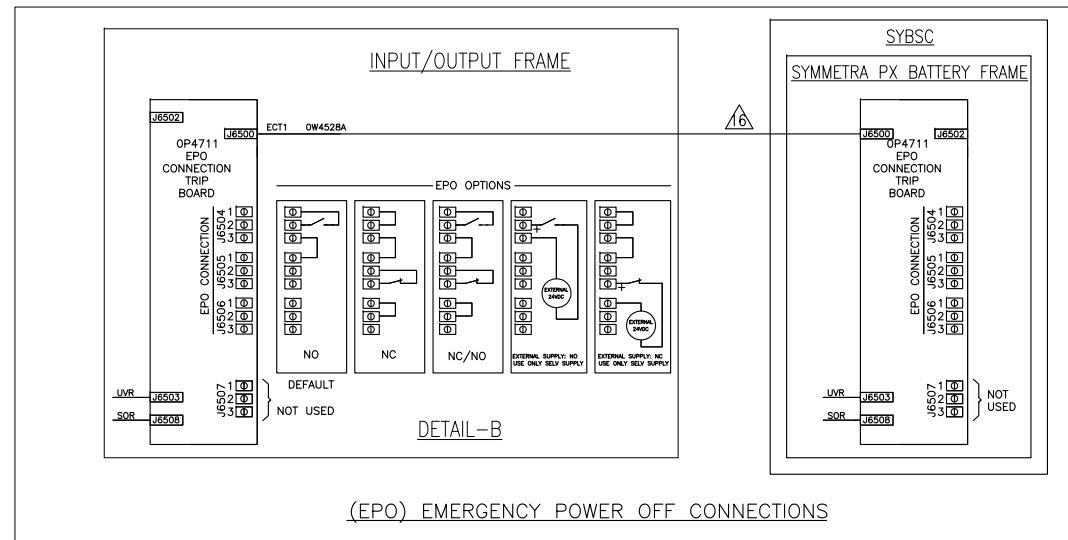 INPUT/OUTPUT FRAME
J6502
J6500
ECT1 0W4528A
0P4711
EPO
CONNECTION
TRIP
BOARD
EPO CONNECTION
J6504
1
2
3
J6505
1
2
3
J6506
1
2
3
J6507
1
2
3
UVR
J6503
SOR
J6508
NOT USED
EPO OPTIONS
NO
DEFAULT
NC
NC/NO
+
EXTERNAL
24VDC
EXTERNAL SUPPLY: NO
USE ONLY SELV SUPPLY
+
EXTERNAL
24VDC
EXTERNAL SUPPLY: NC
USE ONLY SELV SUPPLY
DETAIL-B
16
SYBSC
SYMMETRA PX BATTERY FRAME
J6500
J6502
0P4711
EPO
CONNECTION
TRIP
BOARD
EPO CONNECTION
J6504
1
2
3
J6505
1
2
3
J6506
1
2
3
J6507
1
2
3
UVR
J6503
SOR
J6508
NOT
USED
(EPO) EMERGENCY POWER OFF CONNECTIONS